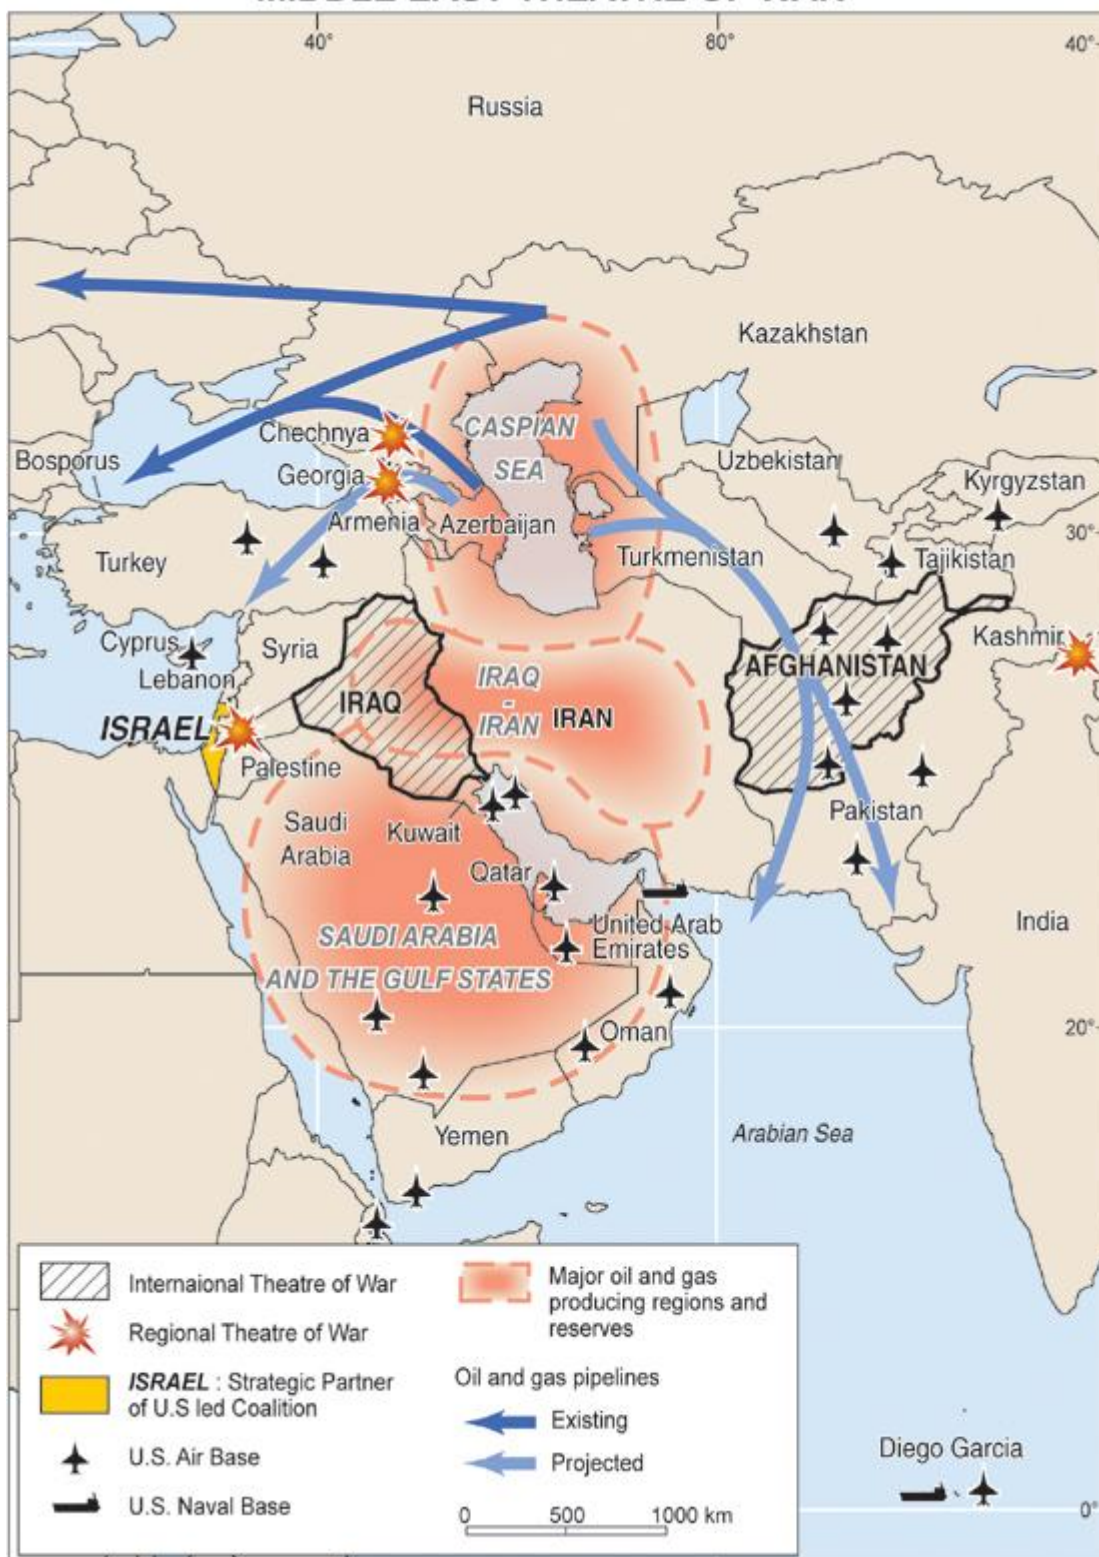 40°
80°
40°
Russia
Kazakhstan
CASPIAN
SEA
Chechnya
Bosporus
Georgia
Uzbekistan
Kyrgyzstan
Armenia
Azerbaijan
30°
Turkey
Turkmenistan
Tajikistan
Cyprus
Syria
Kashmir
Lebanon
AFGHANISTAN
IRAQ
IRAQ
-
IRAN
IRAN
ISRAEL
Palestine
Saudi
Arabia
Kuwait
Pakistan
Qatar
India
United Arab
Emirates
SAUDI ARABIA
AND THE GULF STATES
Oman
20°
Yemen
Arabian Sea
Internaional Theatre of War
Regional Theatre of War
ISRAEL : Strategic Partner
of U.S led Coalition
U.S. Air Base
U.S. Naval Base
Major oil and gas
producing regions and
reserves
Oil and gas pipelines
Existing
Projected
0 500 1000 km
Diego Garcia
0°